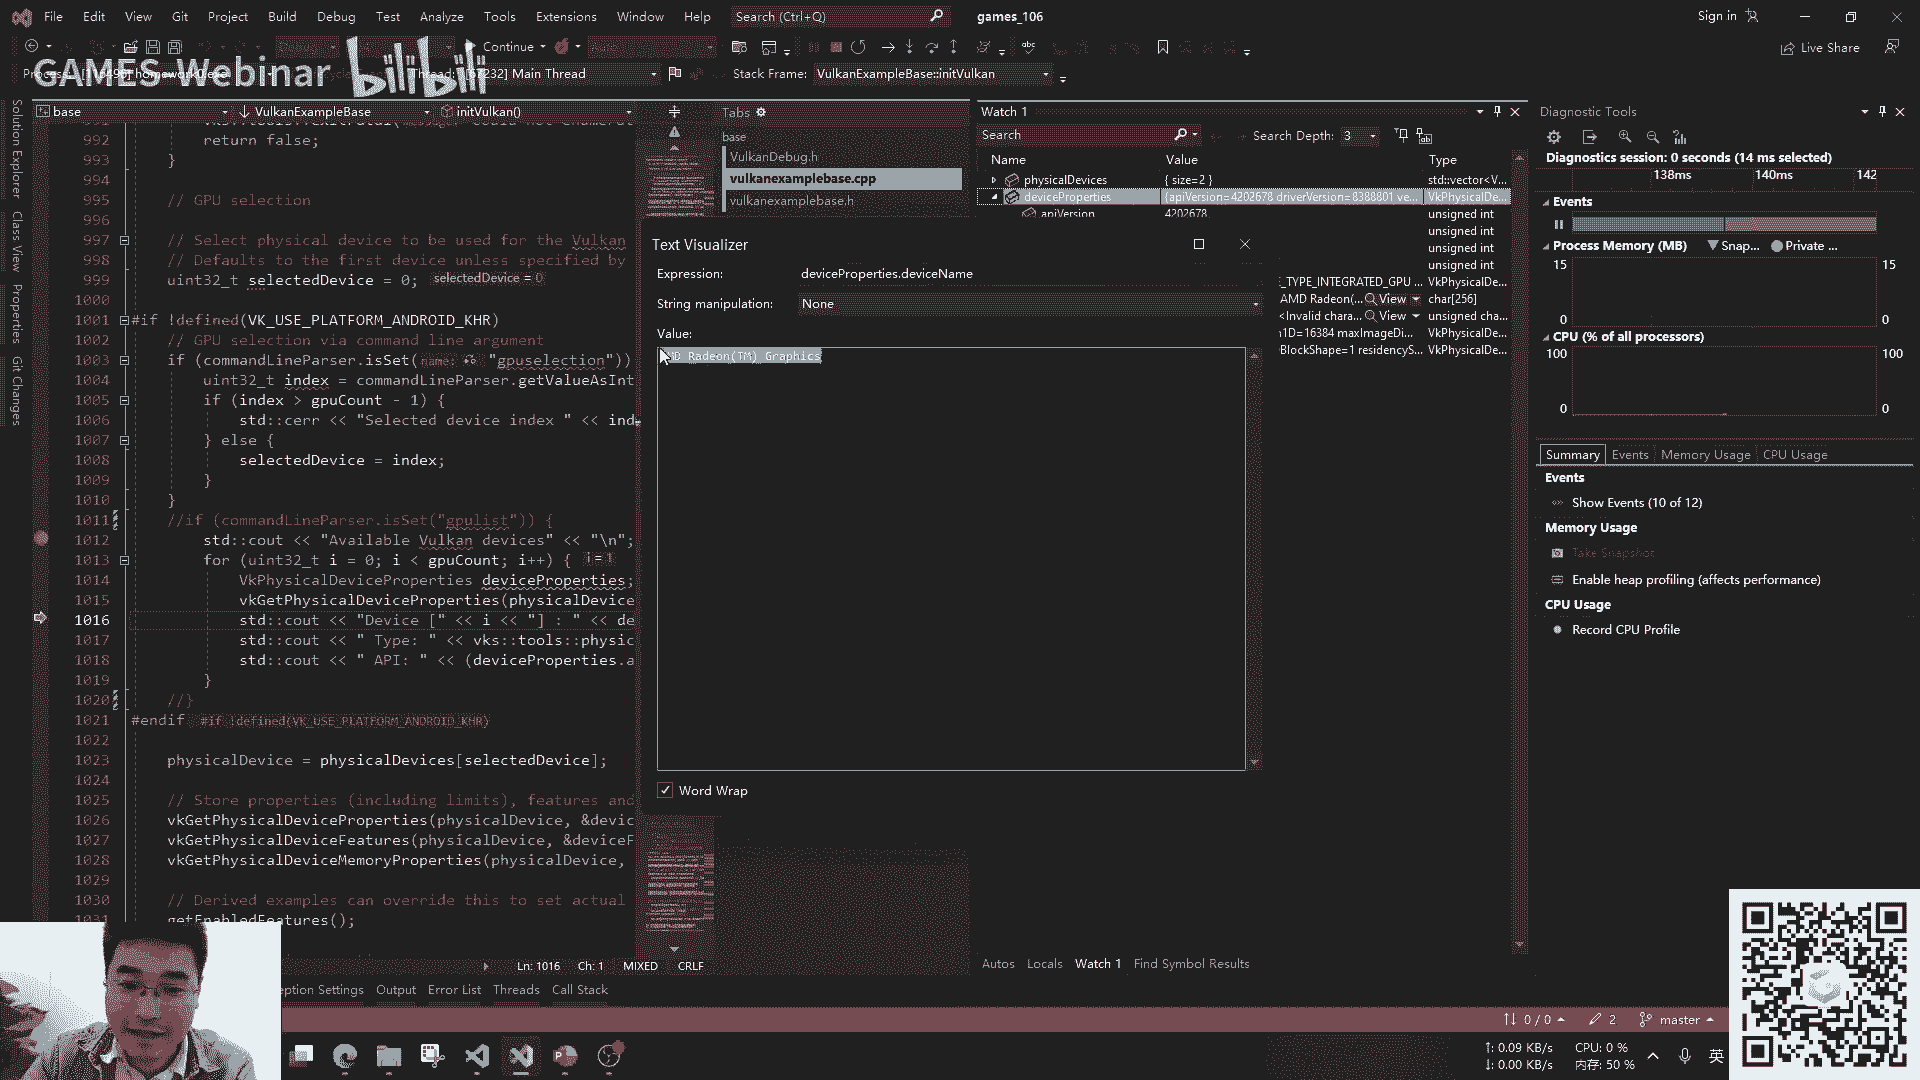 File Edit View Git Project Build Debug Test Analyze Tools Extensions Window Help Search (Ctrl+Q) games_106 Sign in
Continue Live Share
GAMES-Webinar bilibili
[67232] Main Thread Stack Frame: VulkanExampleBase::initVulkan
base VulkanExampleBase initVulkan()
992 return false;
993 }
994
995 // GPU selection
996
997 // Select physical device to be used for the Vulkan
998 // Defaults to the first device unless specified by
999 uint32_t selectedDevice = 0; selectedDevice = 0
1000
1001 #if !defined(VK_USE_PLATFORM_ANDROID_KHR)
1002 // GPU selection via command line argument
1003 if (commandLineParser.isSet(name: "gpuselection"))
1004 uint32_t index = commandLineParser.getValueAsInt
1005 if (index > gpuCount - 1) {
1006 std::cerr << "Selected device index " << ind
1007 } else {
1008 selectedDevice = index;
1009 }
1010 }
1011 //if (commandLineParser.isSet("gpulist")) {
1012 std::cout << "Available Vulkan devices" << "\n";
1013 for (uint32_t i = 0; i < gpuCount; i++) { i = 1
1014 VkPhysicalDeviceProperties deviceProperties;
1015 vkGetPhysicalDeviceProperties(physicalDevice
1016 std::cout << "Device [" << i << "] : " << de
1017 std::cout << " Type: " << vks::tools::physic
1018 std::cout << " API: " << (deviceProperties.a
1019 }
1020 //}
1021 #endif #if !defined(VK_USE_PLATFORM_ANDROID_KHR)
1022
1023 physicalDevice = physicalDevices[selectedDevice];
1024
1025 // Store properties (including limits), features and
1026 vkGetPhysicalDeviceProperties(physicalDevice, &devic
1027 vkGetPhysicalDeviceFeatures(physicalDevice, &deviceF
1028 vkGetPhysicalDeviceMemoryProperties(physicalDevice,
1029
1030 // Derived examples can override this to set actual
1031 getEnabledFeatures();
Ln: 1016 Ch: 1 MIXED CRLF
Solution Explorer
Class View
Properties
Git Changes
Tabs
base
VulkanDebug.h
vulkanexamplebase.cpp
vulkanexamplebase.h
Watch 1
Search Search Depth: 3
Name Value Type
physicalDevices { size=2 } std::vector<V...
deviceProperties {apiVersion=4202678 driverVersion=8388801 ve... VkPhysicalDe...
apiVersion 4202678 unsigned int
unsigned int
unsigned int
unsigned int
_TYPE_INTEGRATED_GPU ... VkPhysicalDe...
AMD Radeon(... View char[256]
<Invalid chara... View unsigned cha...
1D=16384 maxImageDi... VkPhysicalDe...
BlockShape=1 residencyS... VkPhysicalDe...
Text Visualizer
Expression: deviceProperties.deviceName
String manipulation: None
Value:
Radeon(TM) Graphics
Word Wrap
Autos Locals Watch 1 Find Symbol Results
Diagnostic Tools
Diagnostics session: 0 seconds (14 ms selected)
138ms 140ms 142
Events
Process Memory (MB) Snap... Private ...
15 15
0 0
CPU (% of all processors)
100 100
0 0
Summary Events Memory Usage CPU Usage
Events
Show Events (10 of 12)
Memory Usage
Take Snapshot
Enable heap profiling (affects performance)
CPU Usage
Record CPU Profile
ption Settings Output Error List Threads Call Stack
0 / 0 2 master
↑: 0.09 KB/s CPU: 0 %
↓: 0.00 KB/s 内存: 50 %
英